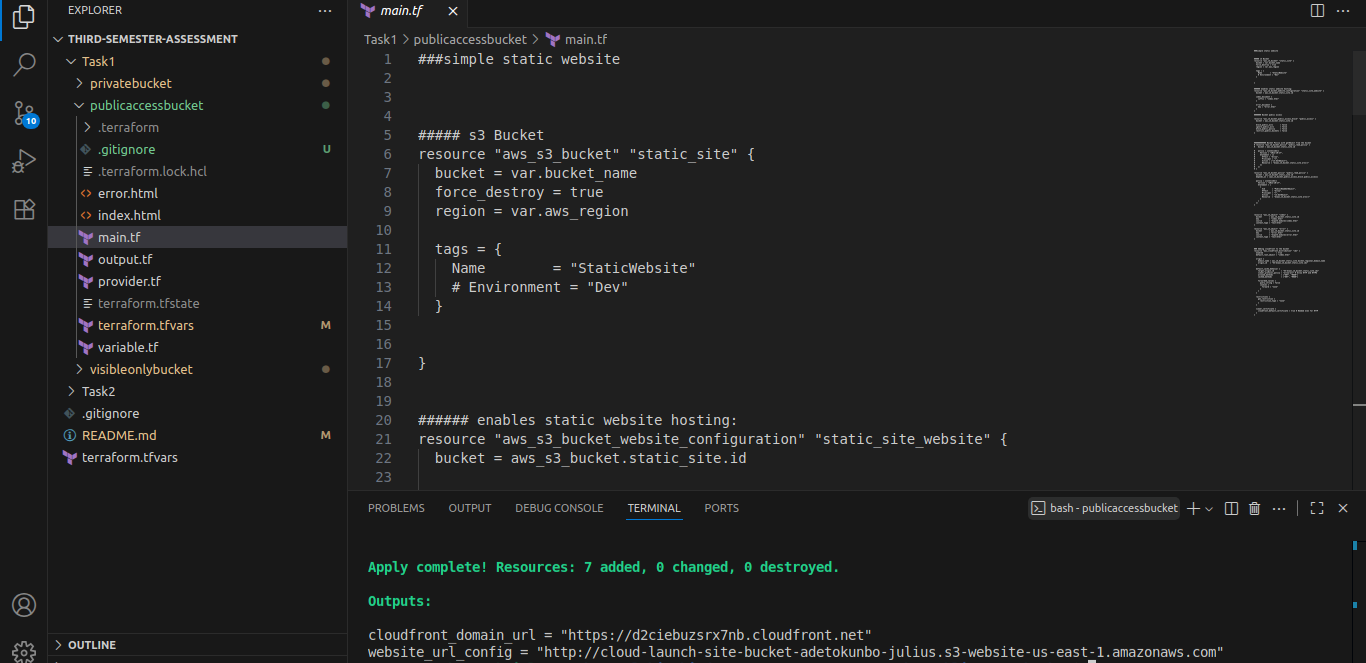 EXPLORER
THIRD-SEMESTER-ASSESSMENT
Task1
privatebucket
publicaccessbucket
.terraform
.gitignore U
.terraform.lock.hcl
error.html
index.html
main.tf
output.tf
provider.tf
terraform.tfstate
terraform.tfvars M
variable.tf
visibleonlybucket
Task2
.gitignore
README.md M
terraform.tfvars
OUTLINE
10
main.tf
Task1 > publicaccessbucket > main.tf
1 ###simple static website
2
3
4
5 ##### s3 Bucket
6 resource "aws_s3_bucket" "static_site" {
7 bucket = var.bucket_name
8 force_destroy = true
9 region = var.aws_region
10
11 tags = {
12 Name = "StaticWebsite"
13 # Environment = "Dev"
14 }
15
16
17 }
18
19
20 ###### enables static website hosting:
21 resource "aws_s3_bucket_website_configuration" "static_site_website" {
22 bucket = aws_s3_bucket.static_site.id
23
PROBLEMS OUTPUT DEBUG CONSOLE TERMINAL PORTS
bash - publicaccessbucket
Apply complete! Resources: 7 added, 0 changed, 0 destroyed.
Outputs:
cloudfront_domain_url = "https://d2ciebuzsrx7nb.cloudfront.net"
website_url_config = "http://cloud-launch-site-bucket-adetokunbo-julius.s3-website-us-east-1.amazonaws.com"